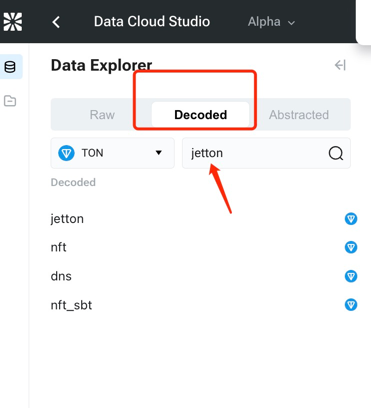 Data Cloud Studio Alpha
Data Explorer
Raw Decoded Abstracted
TON jetton
Decoded
jetton
nft
dns
nft_sbt